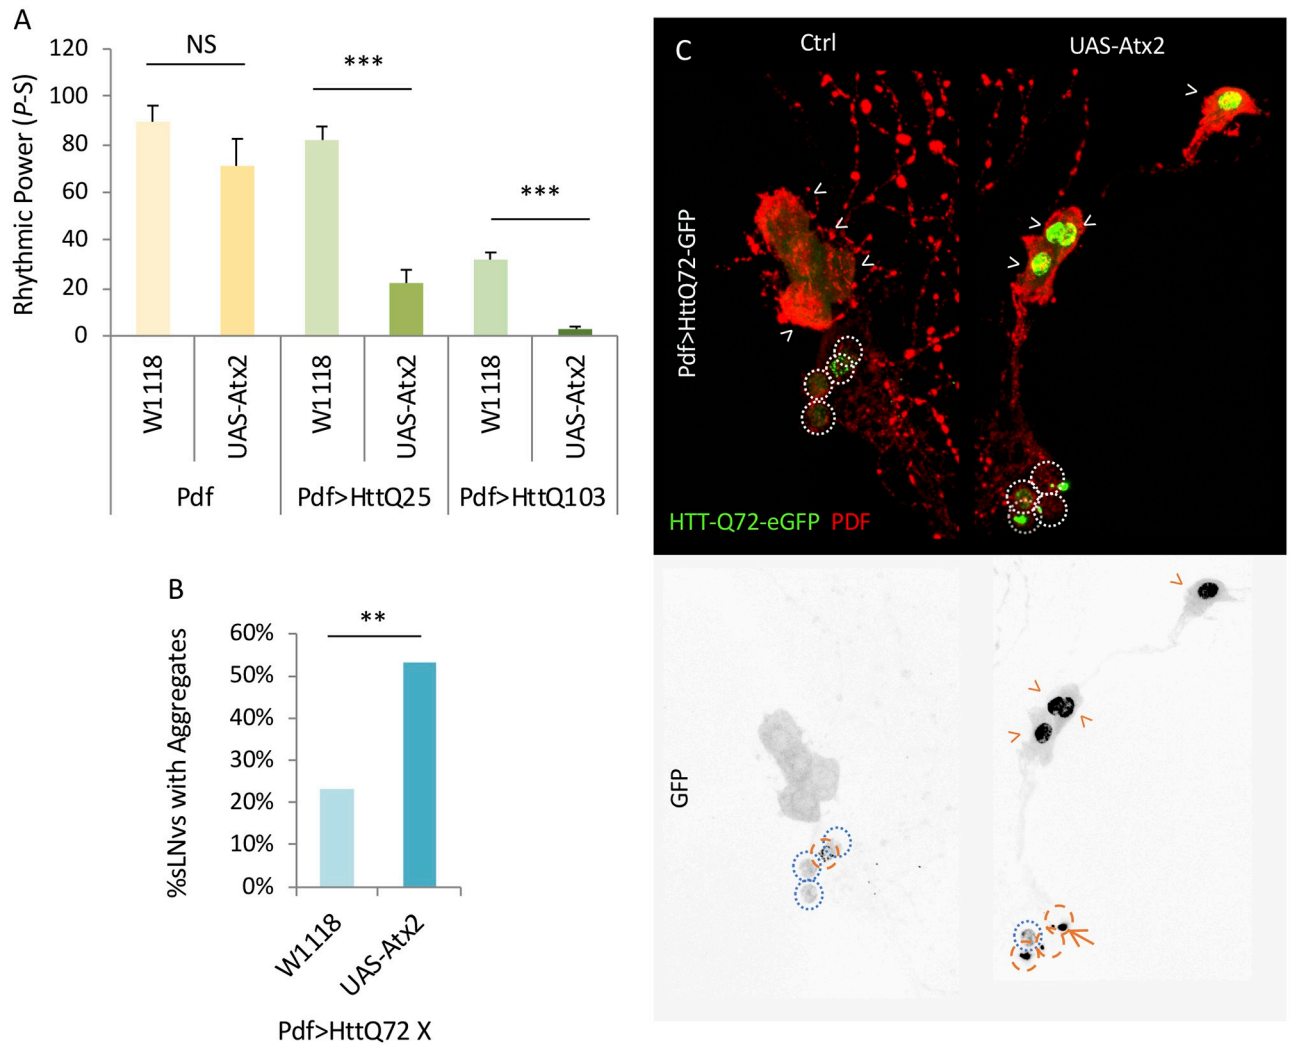 A
Rhythmic Power (P-S)
120
100
80
60
40
20
0
NS
***
***
W1118
UAS-Atx2
W1118
UAS-Atx2
W1118
UAS-Atx2
Pdf
Pdf>HttQ25
Pdf>HttQ103
B
%sLNvs with Aggregates
60%
50%
40%
30%
20%
10%
0%
**
W1118
UAS-Atx2
Pdf>HttQ72 X
C
Ctrl
UAS-Atx2
Pdf>HttQ72-GFP
HTT-Q72-eGFP PDF
GFP